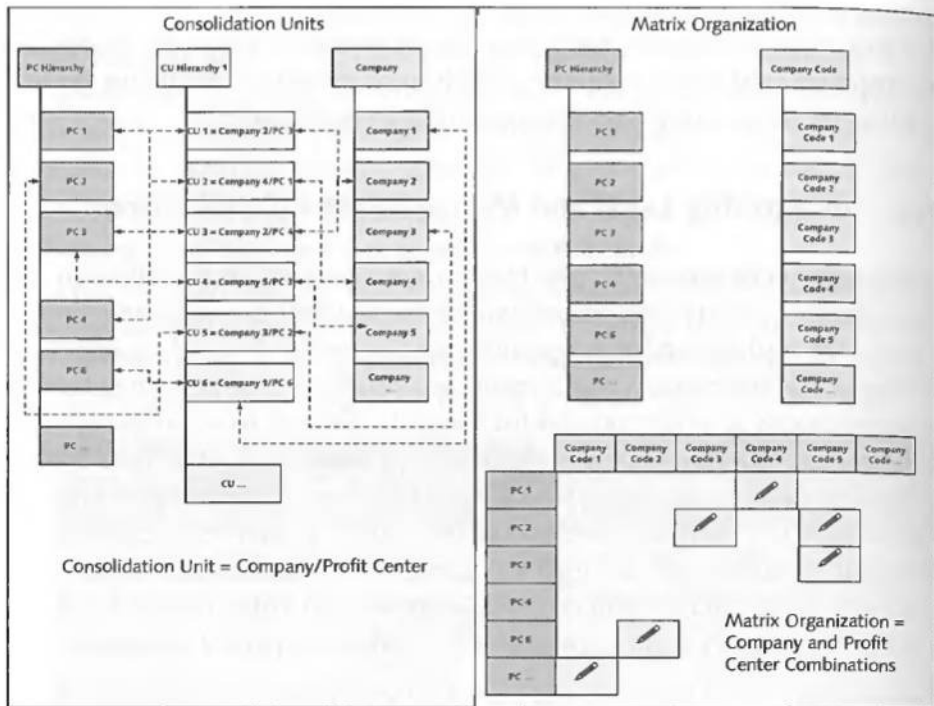 Consolidation Units
PC Hierarchy
CU Hierarchy 1
Company
PC 1
CU 1 = Company 2/PC 3
Company 1
PC 2
CU 2 = Company 4/PC 1
Company 2
PC 3
CU 3 = Company 2/PC 4
Company 3
CU 4 = Company 5/PC 3
Company 4
PC 4
CU 5 = Company 3/PC 2
Company 5
PC 6
CU 6 = Company 1/PC 6
Company ...
PC ...
CU ...
Consolidation Unit = Company/Profit Center
Matrix Organization
PC Hierarchy
Company Code
PC 1
Company
Code 1
PC 2
Company
Code 2
PC 3
Company
Code 3
PC 4
Company
Code 4
PC 6
Company
Code 5
PC
Company
Code ...
Company
Code 1
Company
Code 2
Company
Code 3
Company
Code 4
Company
Code 5
Company
Code ...
PC 1
PC 2
PC 3
PC 4
PC 6
PC ...
Matrix Organization =
Company and Profit
Center Combinations